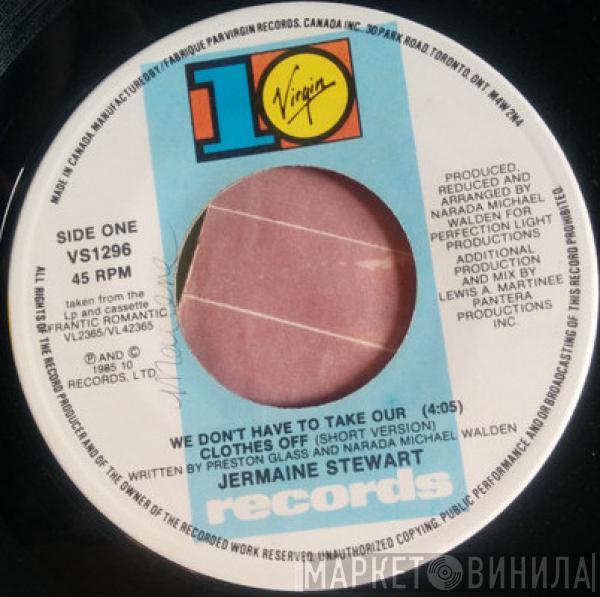 MADE IN CANADA. MANUFACTURED BY/FABRIQUE PAR VIRGIN RECORDS. CANADA INC. 30 PARK ROAD. TORONTO. ONT. M4W 2N4
10
Virgin
SIDE ONE
VS1296
45 RPM
taken from the
Lp and cassette
FRANTIC ROMANTIC
VL2365/VL42365
Ⓟ AND ©
1985 10
RECORDS, LTD.
PRODUCED,
REDUCED AND
ARRANGED BY
NARADA MICHAEL
WALDEN FOR
PERFECTION LIGHT
PRODUCTIONS
ADDITIONAL
PRODUCTION
AND MIX BY
LEWIS A. MARTINEE
PANTERA
PRODUCTIONS
INC.
WE DON'T HAVE TO TAKE OUR (4:05)
CLOTHES OFF (SHORT VERSION)
WRITTEN BY PRESTON GLASS AND NARADA MICHAEL WALDEN
JERMAINE STEWART
records
ALL RIGHTS OF THE RECORD PRODUCER AND OF THE OWNER OF THE RECORDED WORK RESERVED. UNAUTHORIZED COPYING, PUBLIC PERFORMANCE AND/OR BROADCASTING OF THIS RECORD PROHIBITED.
МАРКЕТ ВИНИЛА